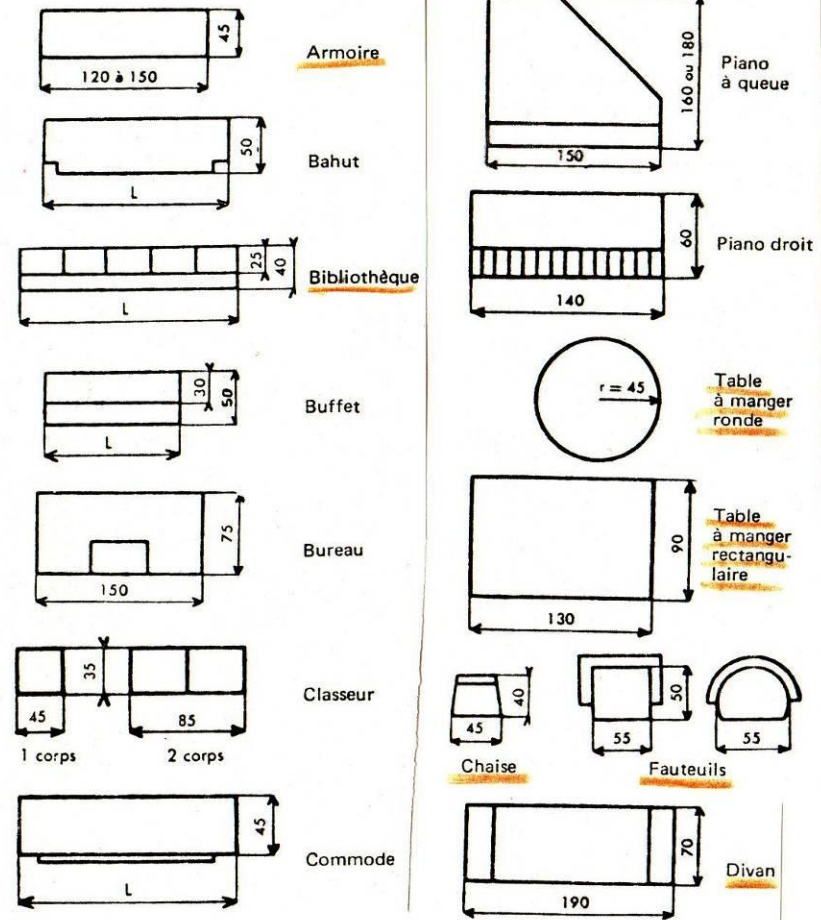 45
Armoire
120 à 150
50
Bahut
L
25
40
Bibliothèque
L
30
50
Buffet
L
75
Bureau
150
35
Classeur
45
85
1 corps
2 corps
45
Commode
L
160 ou 180
Piano
à queue
150
60
Piano droit
140
r = 45
Table
à manger
ronde
90
Table
à manger
rectangu-
laire
130
40
50
45
55
55
Chaise
Fauteuils
70
Divan
190